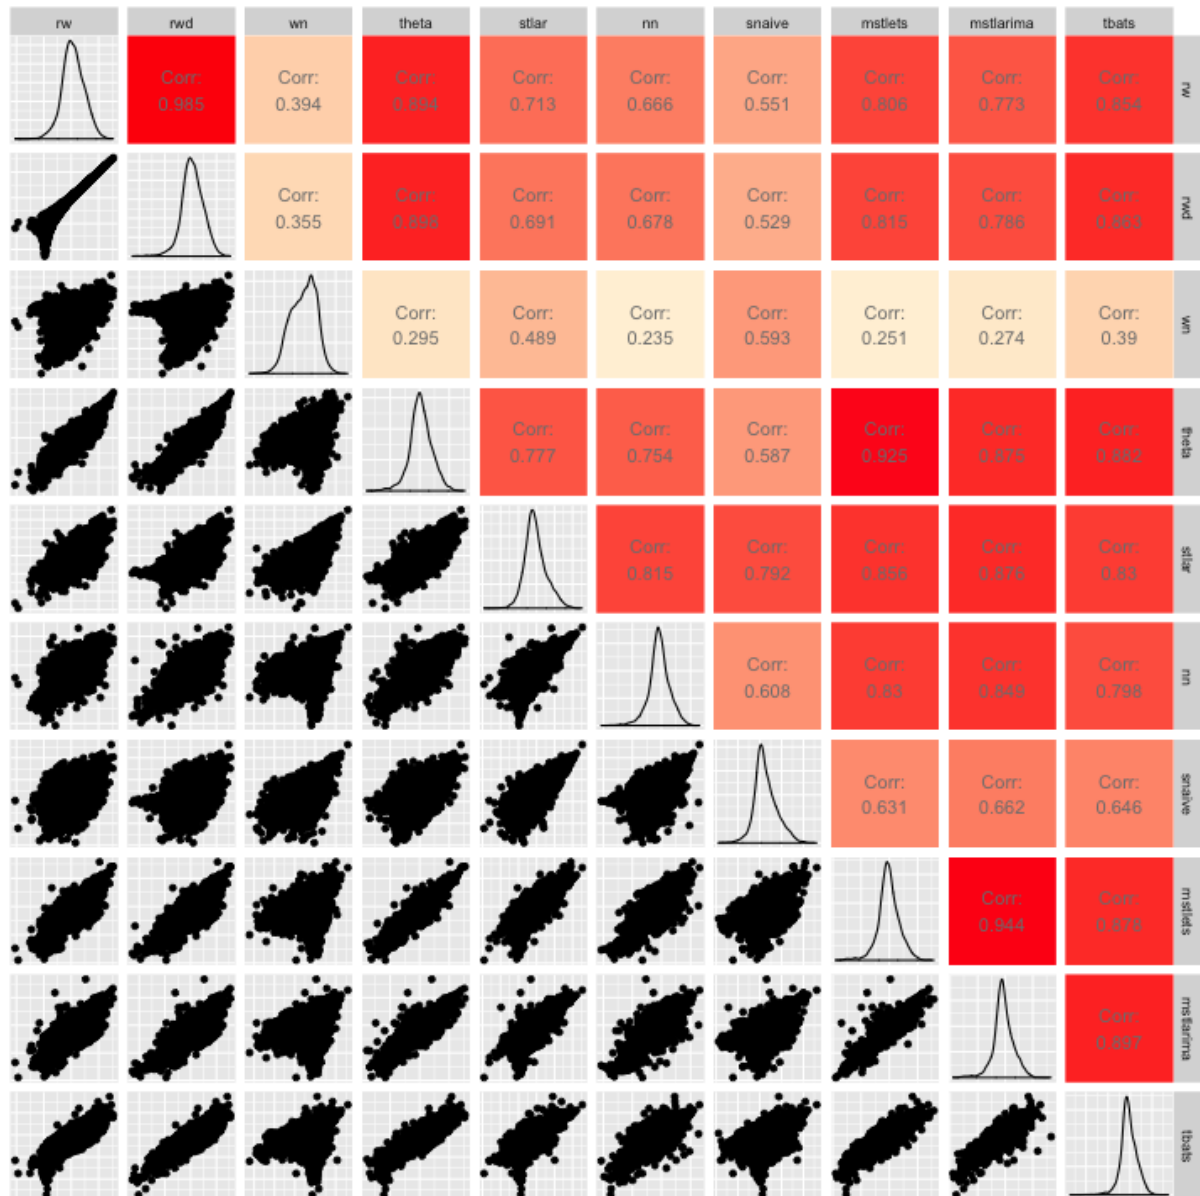 rw rwd wn theta stlar nn snaive mstlets mstlarima tbats
Corr: Corr: Corr: Corr: Corr: Corr: Corr: Corr: Corr:
0.985 0.394 0.894 0.713 0.666 0.551 0.806 0.773 0.854
rw
Corr: Corr: Corr: Corr: Corr: Corr: Corr: Corr:
0.355 0.898 0.691 0.678 0.529 0.815 0.786 0.863
rwd
Corr: Corr: Corr: Corr: Corr: Corr: Corr:
0.295 0.489 0.235 0.593 0.251 0.274 0.39
wn
Corr: Corr: Corr: Corr: Corr: Corr:
0.777 0.754 0.587 0.925 0.875 0.882
theta
Corr: Corr: Corr: Corr: Corr:
0.815 0.792 0.886 0.876 0.83
stlar
Corr: Corr: Corr: Corr:
0.608 0.83 0.849 0.798
nn
Corr: Corr: Corr:
0.631 0.662 0.646
snaive
Corr: Corr:
0.944 0.878
mstlets
Corr:
0.897
mstlarima
tbats